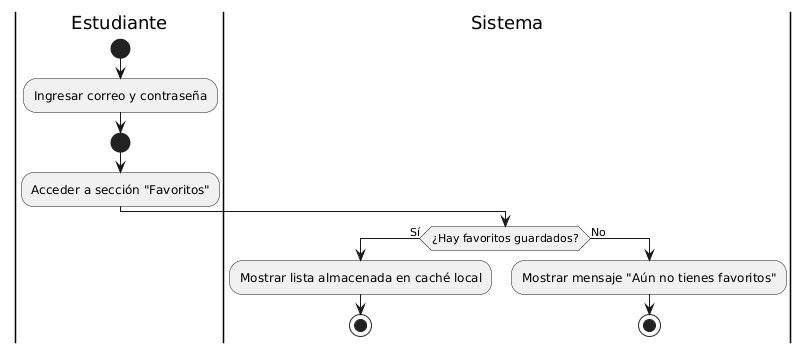 Estudiante
Sistema
Ingresar correo y contraseña
Acceder a sección "Favoritos"
¿Hay favoritos guardados?
Sí
No
Mostrar lista almacenada en caché local
Mostrar mensaje "Aún no tienes favoritos"